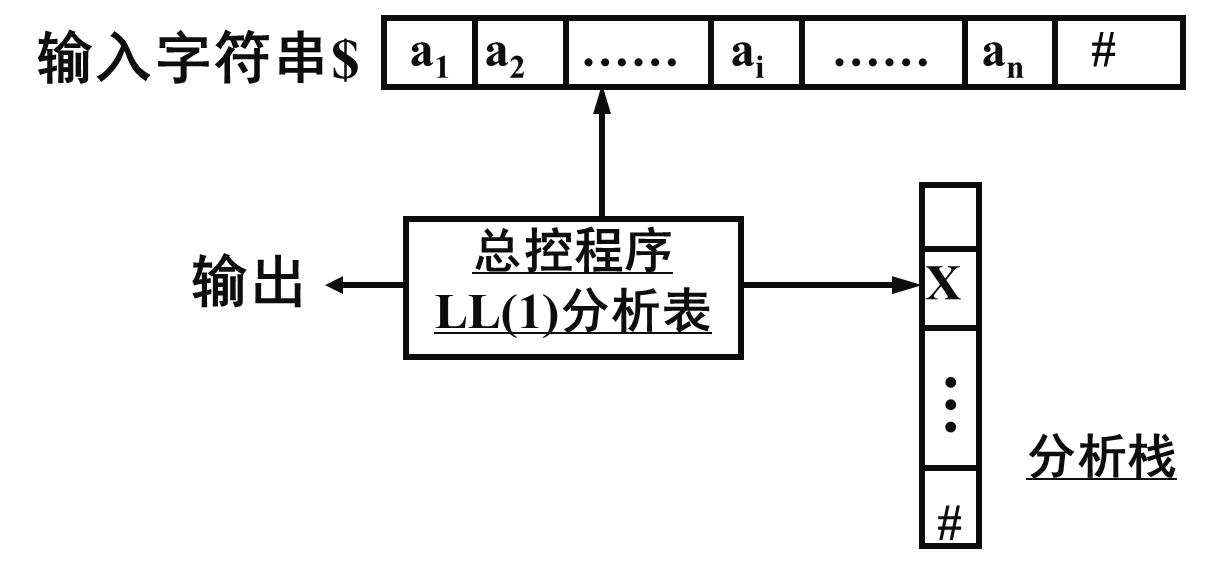 输入字符串$ a1 a2 …… ai …… an #
总控程序
LL(1)分析表
输出
X
⋮
#
分析栈